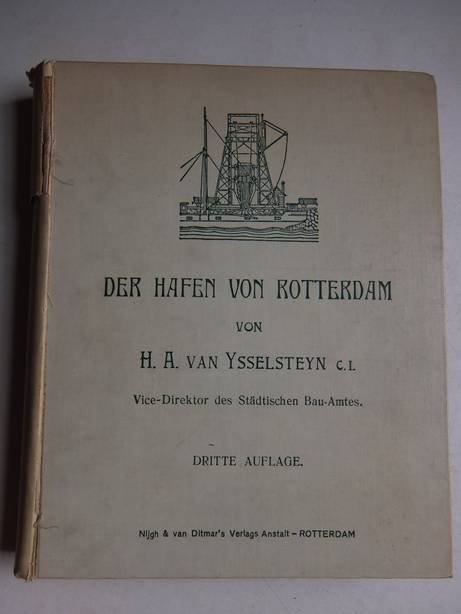 DER HAFEN VON ROTTERDAM
VON
H. A. VAN YSSELSTEYN C.I.
Vice-Direktor des Städtischen Bau-Amtes.
DRITTE AUFLAGE.
Nijgh & van Ditmar's Verlags Anstalt – ROTTERDAM